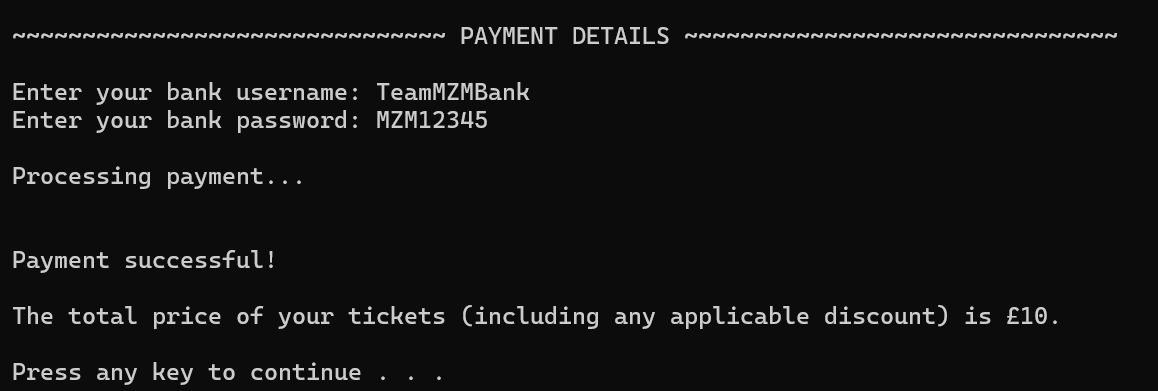 ~~~~~~~~~~~~~~~~~~~~~~~~~~~~~~~ PAYMENT DETAILS ~~~~~~~~~~~~~~~~~~~~~~~~~~~~~~~
Enter your bank username: TeamMZMBank
Enter your bank password: MZM12345
Processing payment...
Payment successful!
The total price of your tickets (including any applicable discount) is £10.
Press any key to continue . . .